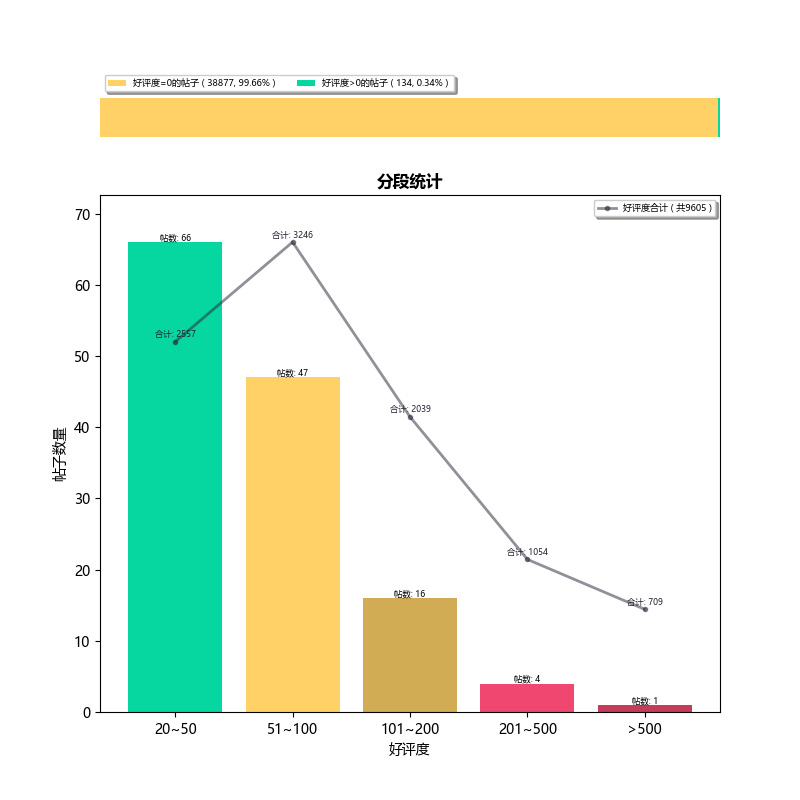 好评度=0的帖子 ( 38877, 99.66% )
好评度>0的帖子 ( 134, 0.34% )
分段统计
好评度合计 ( 共9605 )
70
60
50
40
30
20
10
0
帖子数量
帖数: 66
合计: 2557
合计: 3246
帖数: 47
合计: 2039
帖数: 16
合计: 1054
帖数: 4
合计: 709
帖数: 1
20~50
51~100
101~200
201~500
>500
好评度